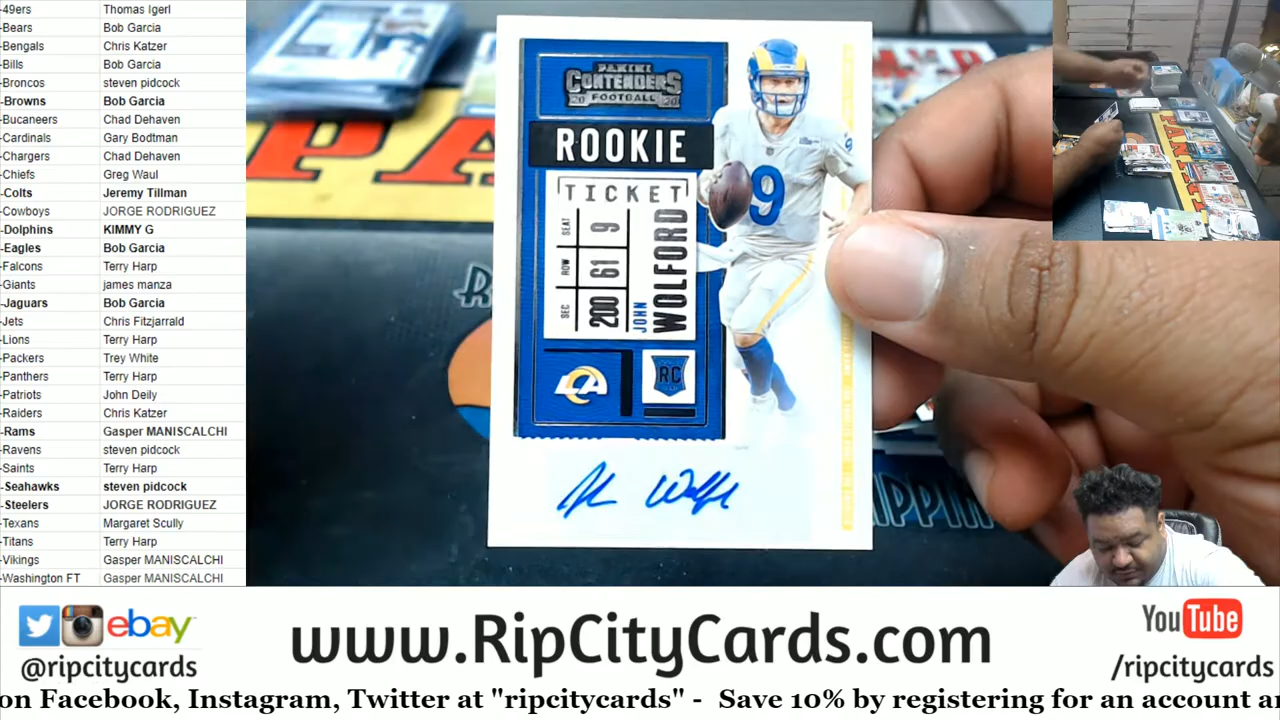 -49ers Thomas Igerl
-Bears Bob Garcia
-Bengals Chris Katzer
-Bills Bob Garcia
-Broncos steven pidcock
-Browns Bob Garcia
-Bucaneers Chad Dehaven
-Cardinals Gary Bodtman
-Chargers Chad Dehaven
-Chiefs Greg Waul
-Colts Jeremy Tillman
-Cowboys JORGE RODRIGUEZ
-Dolphins KIMMY G
-Eagles Bob Garcia
-Falcons Terry Harp
-Giants james manza
-Jaguars Bob Garcia
-Jets Chris Fitzjarrald
-Lions Terry Harp
-Packers Trey White
-Panthers Terry Harp
-Patriots John Deily
-Raiders Chris Katzer
-Rams Gasper MANISCALCHI
-Ravens steven pidcock
-Saints Terry Harp
-Seahawks steven pidcock
-Steelers JORGE RODRIGUEZ
-Texans Margaret Scully
-Titans Terry Harp
-Vikings Gasper MANISCALCHI
-Washington FT Gasper MANISCALCHI
PANINI
CONTENDERS
20 FOOTBALL 20
ROOKIE
TICKET
SEAT 9
ROW 61
SEC 200
JOHN
WOLFORD
RC
9
PANINI
ebay
@ripcitycards
www.RipCityCards.com
YouTube
/ripcitycards
on Facebook, Instagram, Twitter at "ripcitycards" - Save 10% by registering for an account a